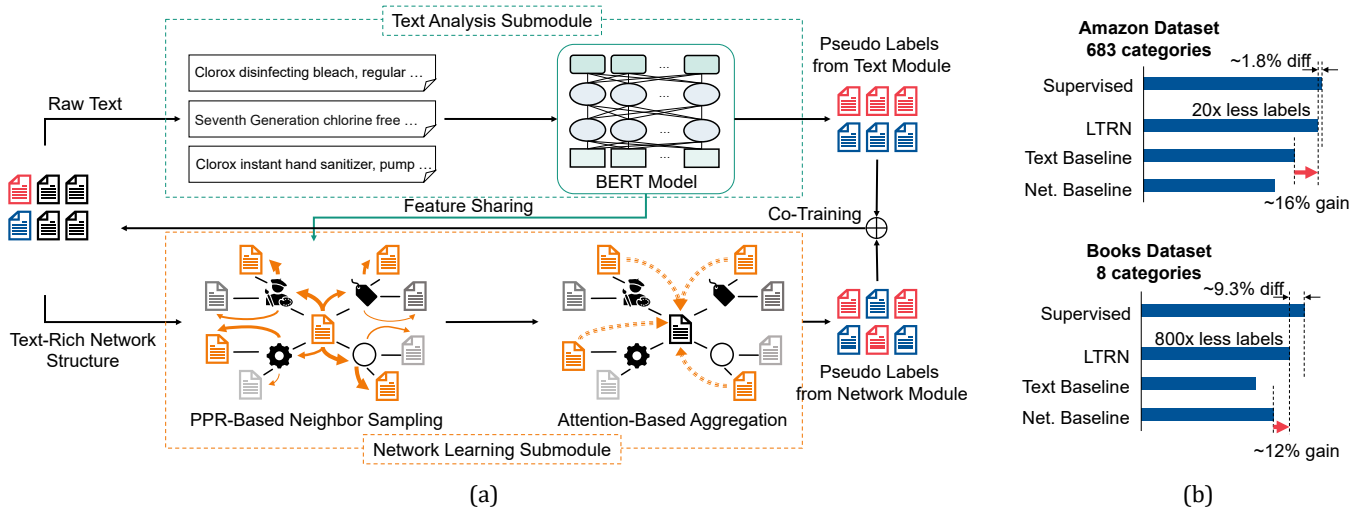 Text Analysis Submodule
Raw Text
Clorox disinfecting bleach, regular ...
Seventh Generation chlorine free ...
Clorox instant hand sanitizer, pump ...
...
...
...
...
BERT Model
Pseudo Labels
from Text Module
Feature Sharing
Co-Training
Text-Rich Network
Structure
PPR-Based Neighbor Sampling
Attention-Based Aggregation
Pseudo Labels
from Network Module
Network Learning Submodule
(a)
Amazon Dataset
683 categories
~1.8% diff
Supervised
20x less labels
LTRN
Text Baseline
Net. Baseline
~16% gain
Books Dataset
8 categories
~9.3% diff
Supervised
800x less labels
LTRN
Text Baseline
Net. Baseline
~12% gain
(b)